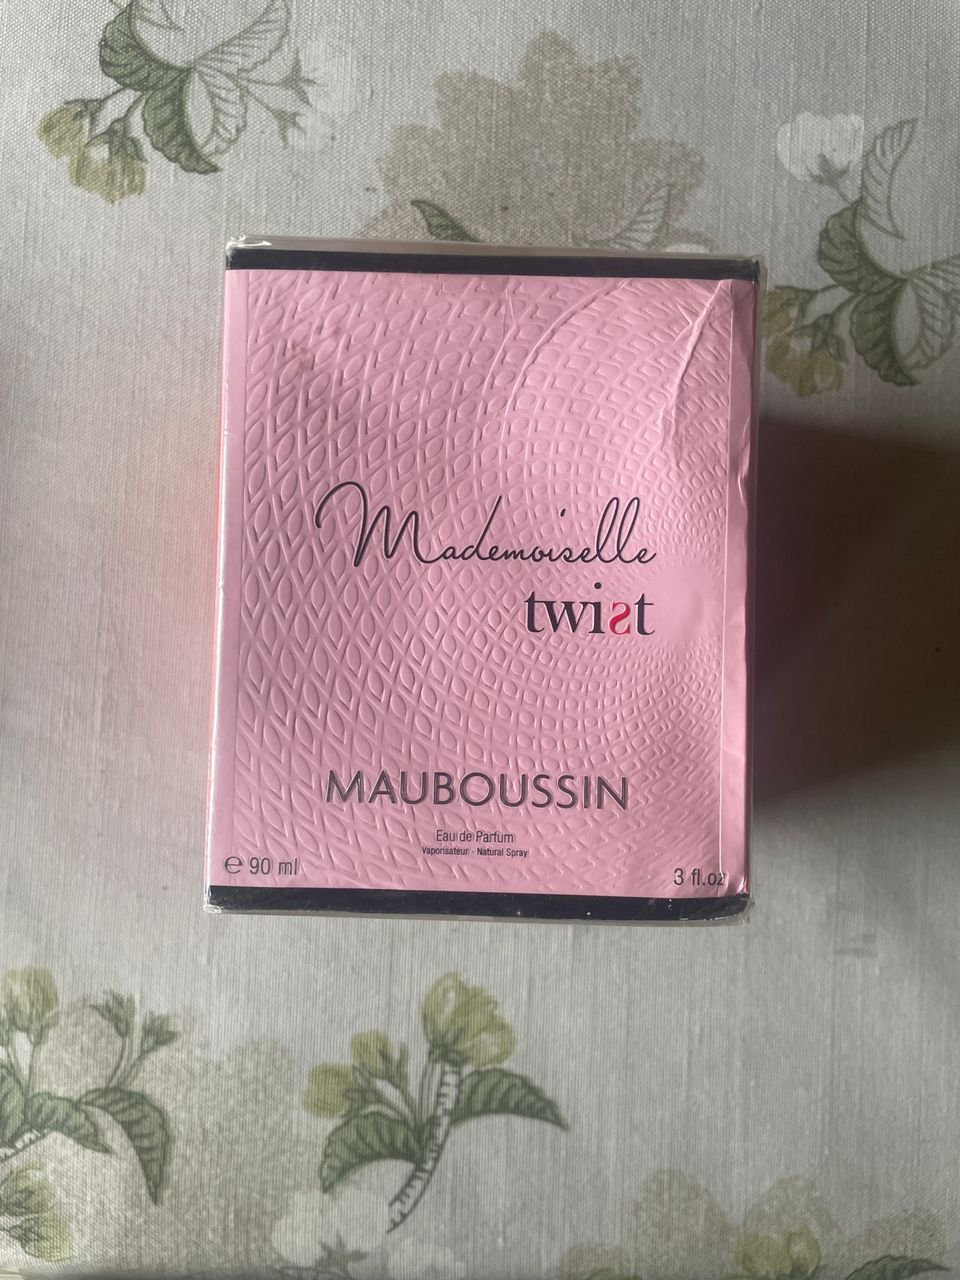 Mademoiselle
twist
MAUBOUSSIN
Eau de Parfum
Vaporisateur - Natural Spray
e 90 ml
3 fl.oz